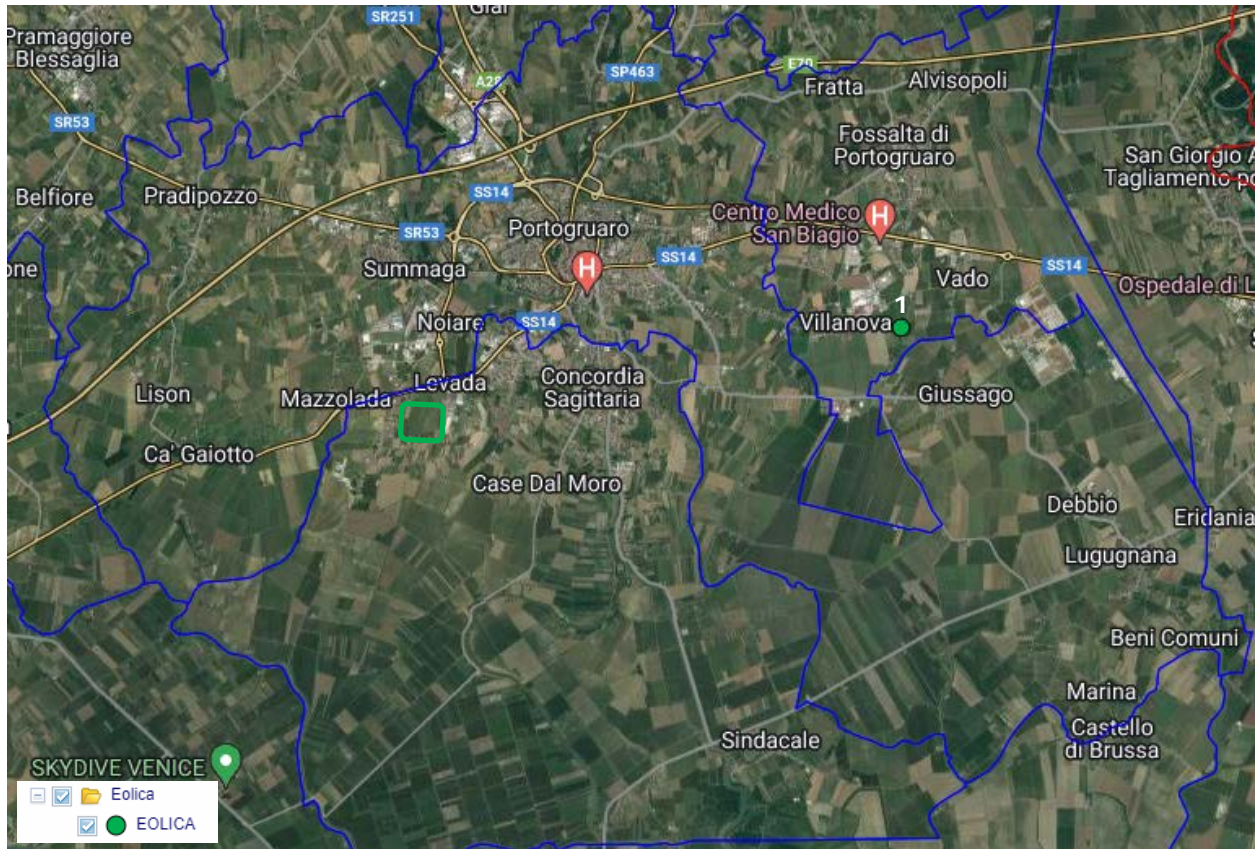 Giai
SR251
Pramaggiore
Blessaglia
A28
SP463
E70
Fratta
Alvisopoli
SR53
Fossalta di
Portogruaro
San Giorgio A
Tagliamento po
Belfiore
Pradipozzo
SS14
Portogruaro
Centro Medico
San Biagio
H
SR53
SS14
one
Summaga
H
SS14
Vado
Ospedale di L
Noiare
SS14
Villanova
1
Levada
Concordia
Sagittaria
Lison
Mazzolada
Giussago
Ca' Gaiotto
Case Dal Moro
Debbio
Eridania
Lugugnana
Beni Comuni
Marina
Castello
di Brussa
Sindacale
SKYDIVE VENICE
Eolica
EOLICA